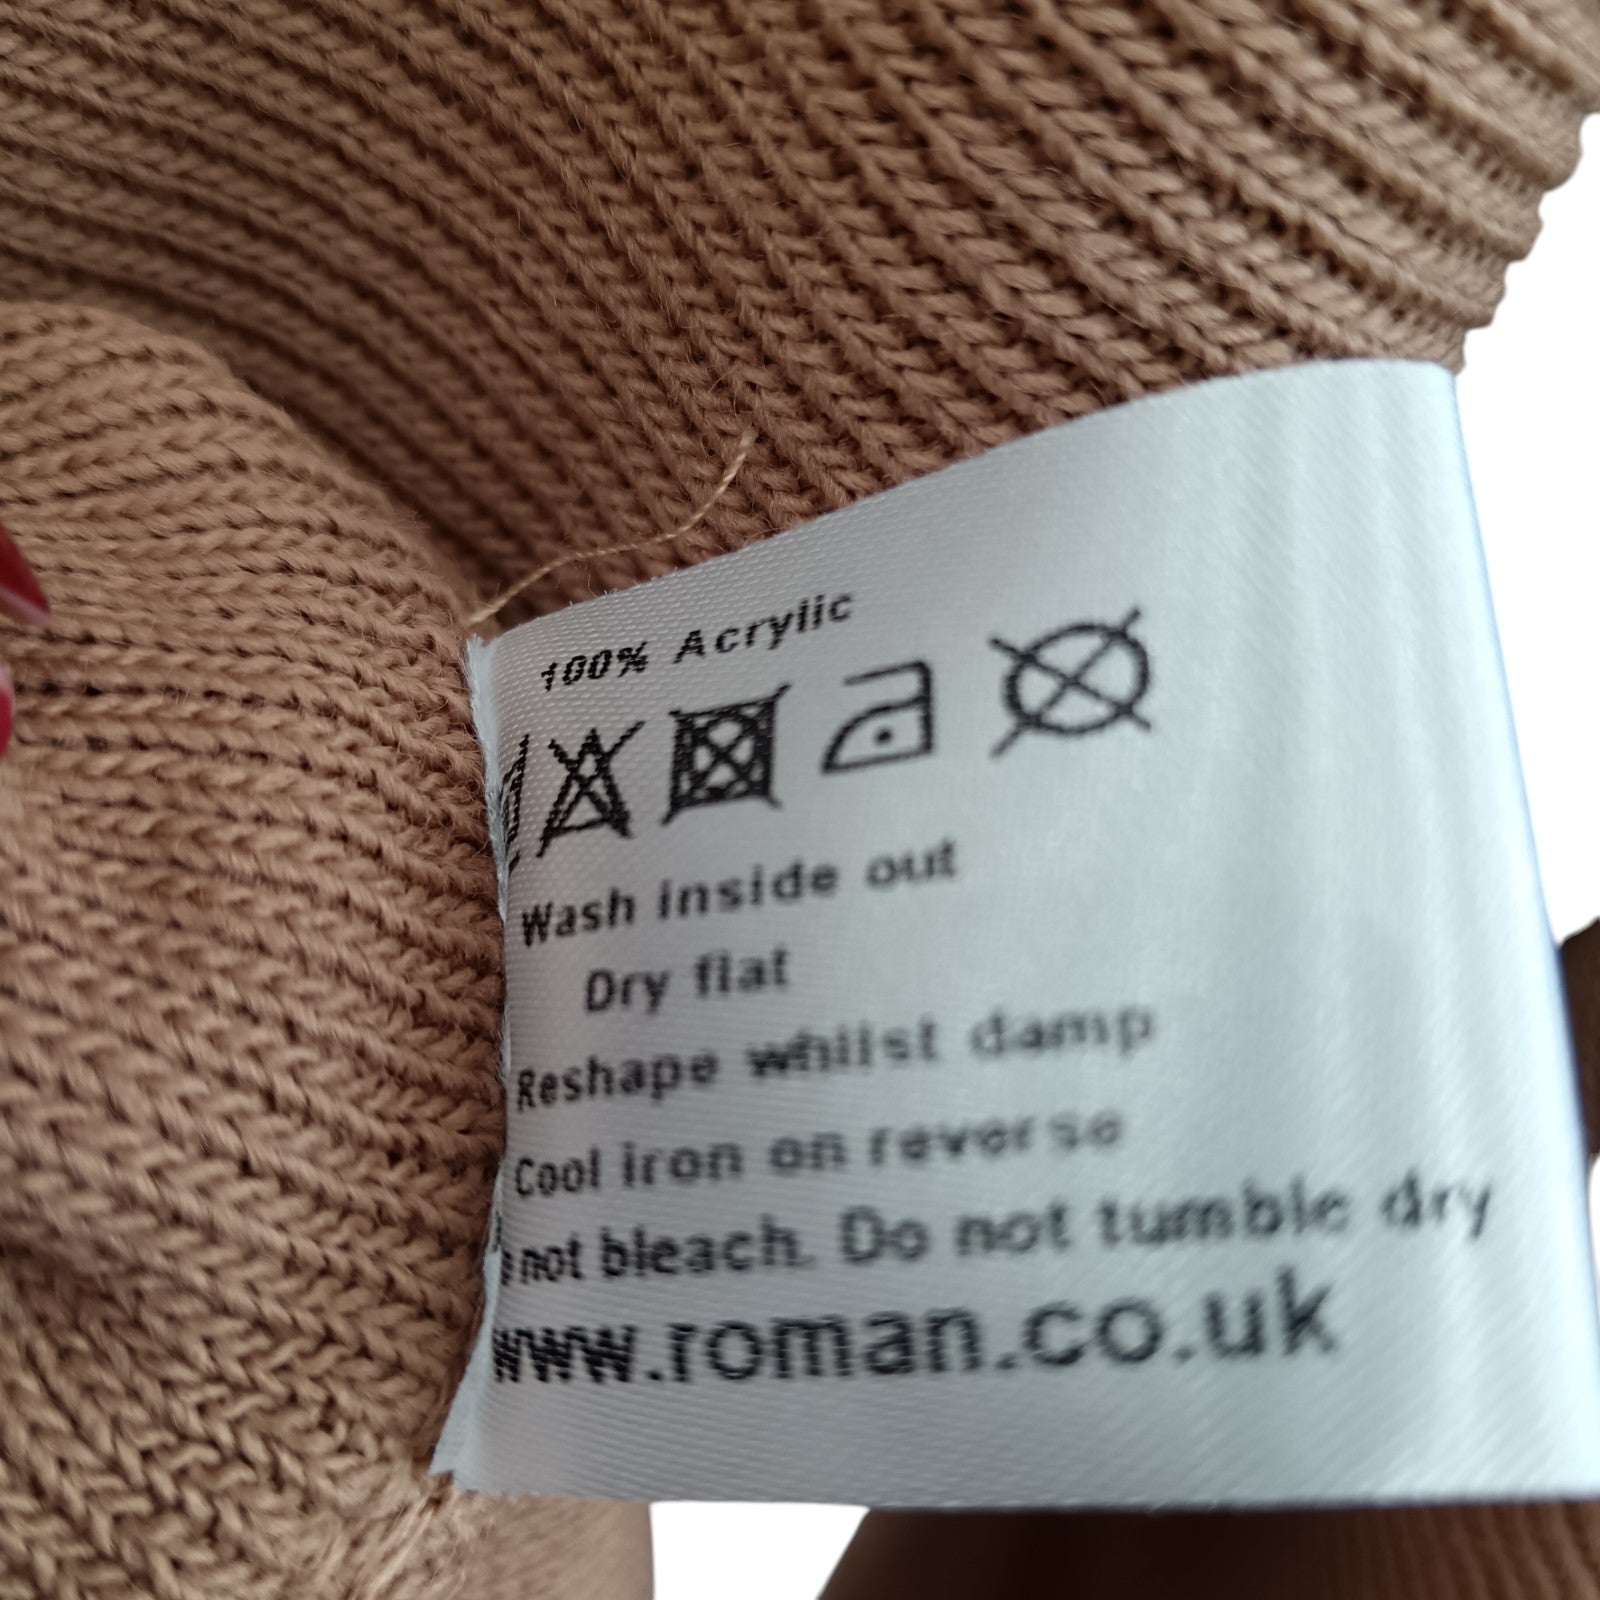 100% Acrylic
Wash inside out
Dry flat
Reshape whilst damp
Cool iron on reverse
not bleach. Do not tumble dry
www.roman.co.uk